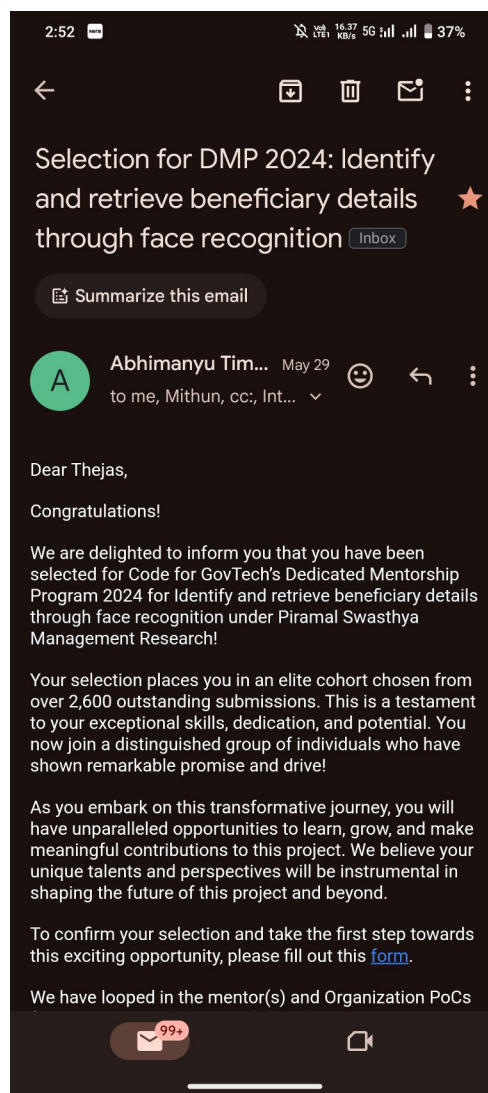 2:52
VoLTE1 16.37 KB/s 5G 37%
Selection for DMP 2024: Identify
and retrieve beneficiary details
through face recognition Inbox
Summarize this email
A
Abhimanyu Tim... May 29
to me, Mithun, cc:, Int...
Dear Thejas,
Congratulations!
We are delighted to inform you that you have been
selected for Code for GovTech’s Dedicated Mentorship
Program 2024 for Identify and retrieve beneficiary details
through face recognition under Piramal Swasthya
Management Research!
Your selection places you in an elite cohort chosen from
over 2,600 outstanding submissions. This is a testament
to your exceptional skills, dedication, and potential. You
now join a distinguished group of individuals who have
shown remarkable promise and drive!
As you embark on this transformative journey, you will
have unparalleled opportunities to learn, grow, and make
meaningful contributions to this project. We believe your
unique talents and perspectives will be instrumental in
shaping the future of this project and beyond.
To confirm your selection and take the first step towards
this exciting opportunity, please fill out this form.
We have looped in the mentor(s) and Organization PoCs
99+